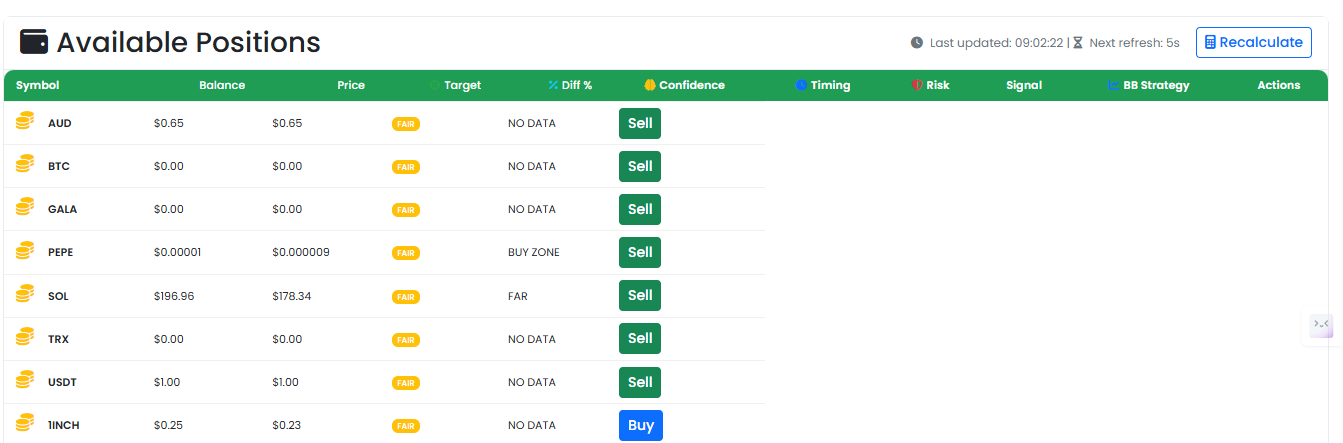 Available Positions
Last updated: 09:02:22 | Next refresh: 5s
Recalculate
Symbol Balance Price Target Diff % Confidence Timing Risk Signal BB Strategy Actions
AUD $0.65 $0.65 FAIR NO DATA Sell
BTC $0.00 $0.00 FAIR NO DATA Sell
GALA $0.00 $0.00 FAIR NO DATA Sell
PEPE $0.00001 $0.000009 FAIR BUY ZONE Sell
SOL $196.96 $178.34 FAIR FAR Sell
TRX $0.00 $0.00 FAIR NO DATA Sell
USDT $1.00 $1.00 FAIR NO DATA Sell
1INCH $0.25 $0.23 FAIR NO DATA Buy